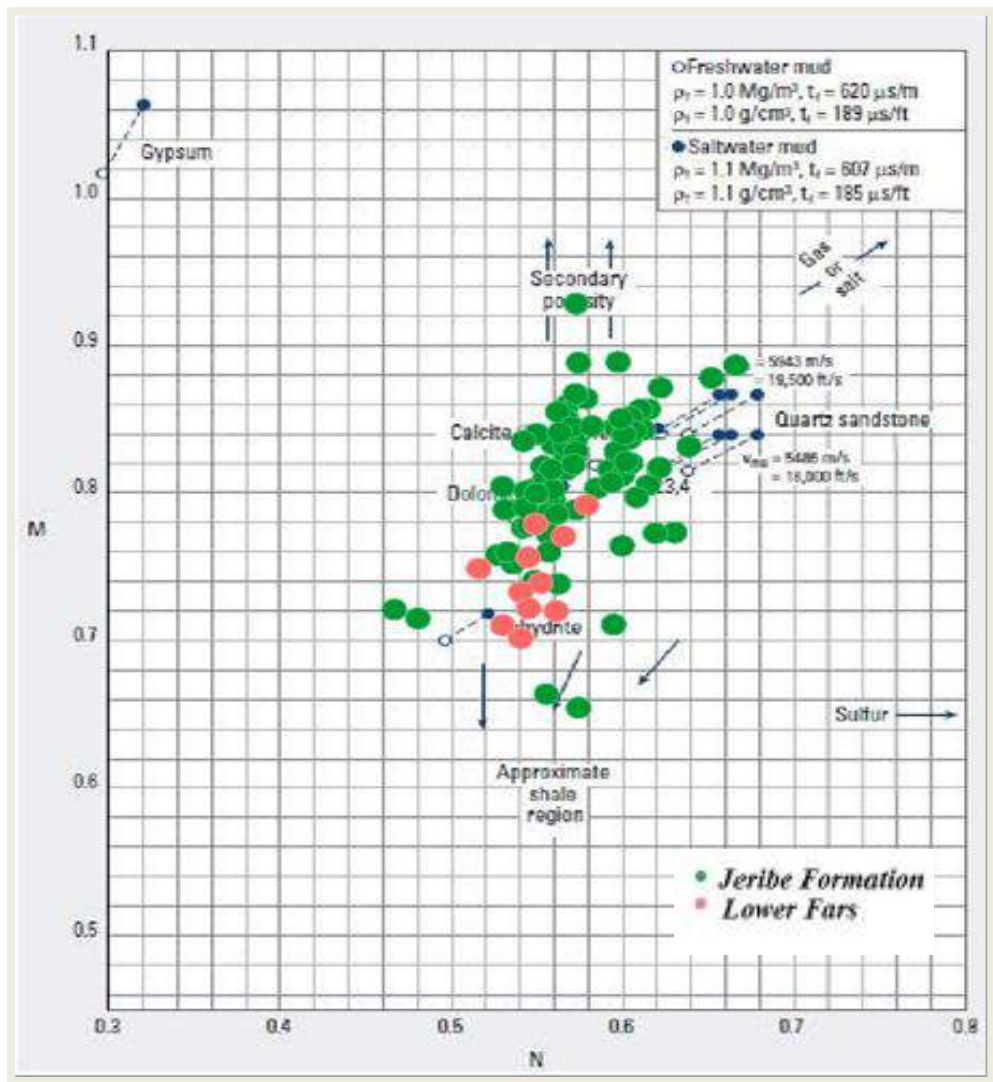 1.1
Freshwater mud
ρf = 1.0 Mg/m³, tf = 620 μs/m
ρf = 1.0 g/cm³, tf = 189 μs/ft
Saltwater mud
ρf = 1.1 Mg/m³, tf = 607 μs/m
ρf = 1.1 g/cm³, tf = 185 μs/ft
Gypsum
1.0
Gas
or
salt
Secondary
0.9
= 5943 m/s
= 19,500 ft/s
Quartz sandstone
Calcite
vma = 5486 m/s
= 18,000 ft/s
0.8
3,4
M
0.7
Sulfur
0.6
Approximate
shale
region
Jeribe Formation
Lower Fars
0.5
0.3
0.4
0.5
0.6
0.7
0.8
N